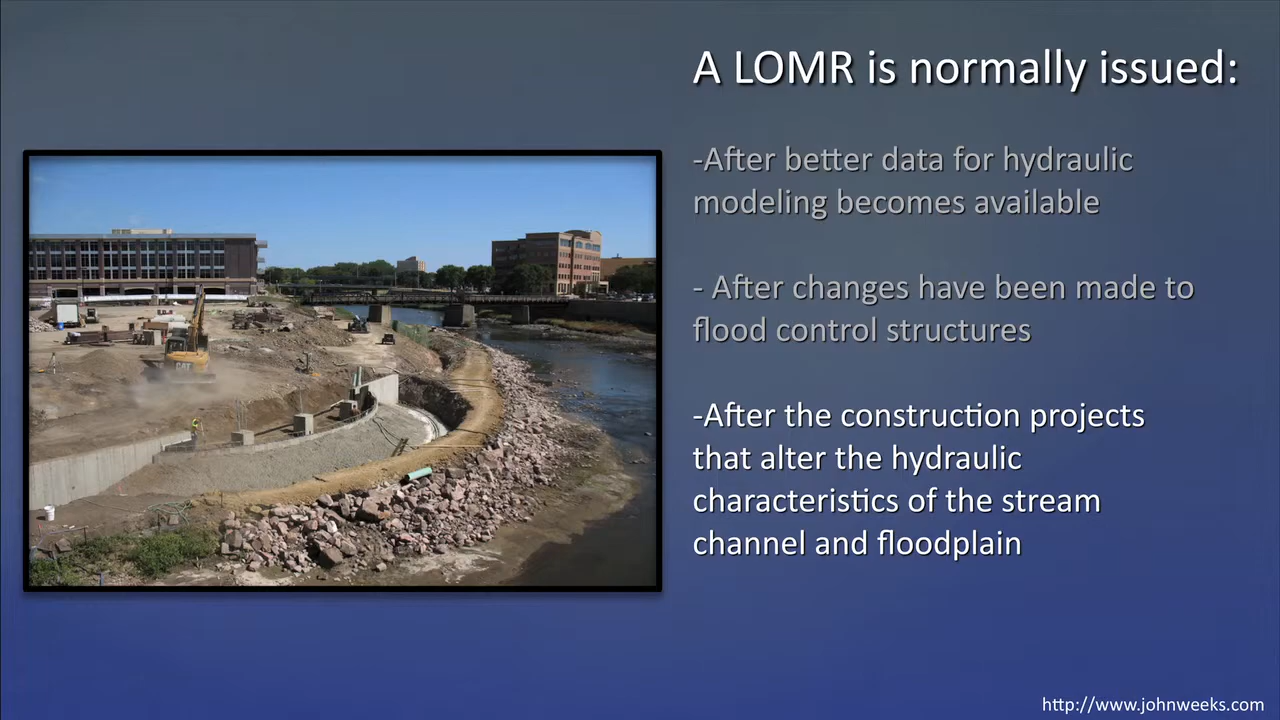 A LOMR is normally issued:
-After better data for hydraulic
modeling becomes available
- After changes have been made to
flood control structures
-After the construction projects
that alter the hydraulic
characteristics of the stream
channel and floodplain
CAT
http://www.johnweeks.com